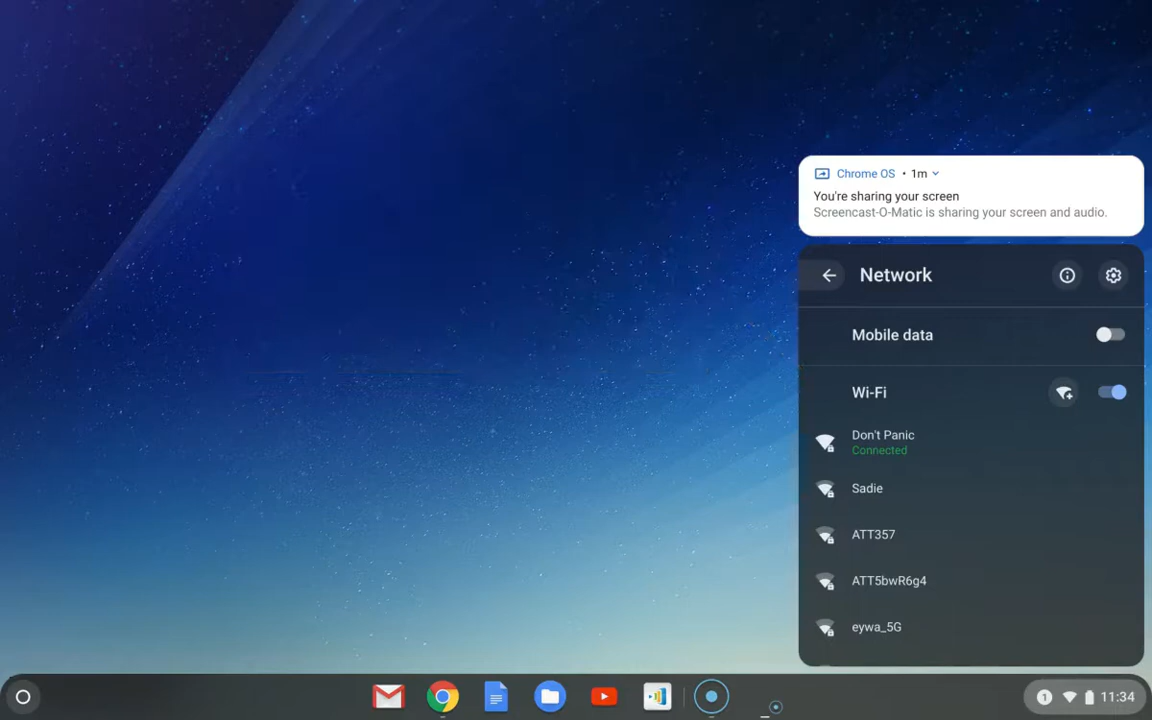 Chrome OS • 1m
You're sharing your screen
Screencast-O-Matic is sharing your screen and audio.
Network
Mobile data
Wi-Fi
Don't Panic
Connected
Sadie
ATT357
ATT5bwR6g4
eywa_5G
1 11:34